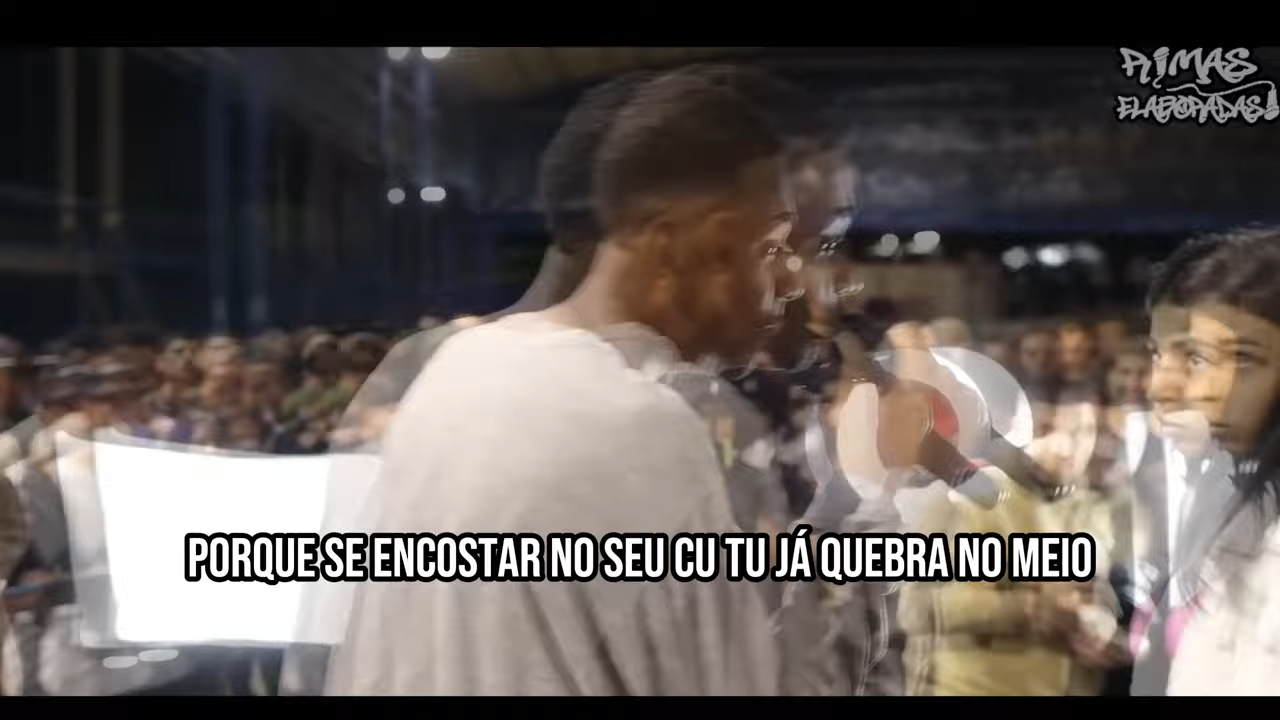 RIMAS
ELABORADAS!
PORQUE SE ENCOSTAR NO SEU CU TU JÁ QUEBRA NO MEIO